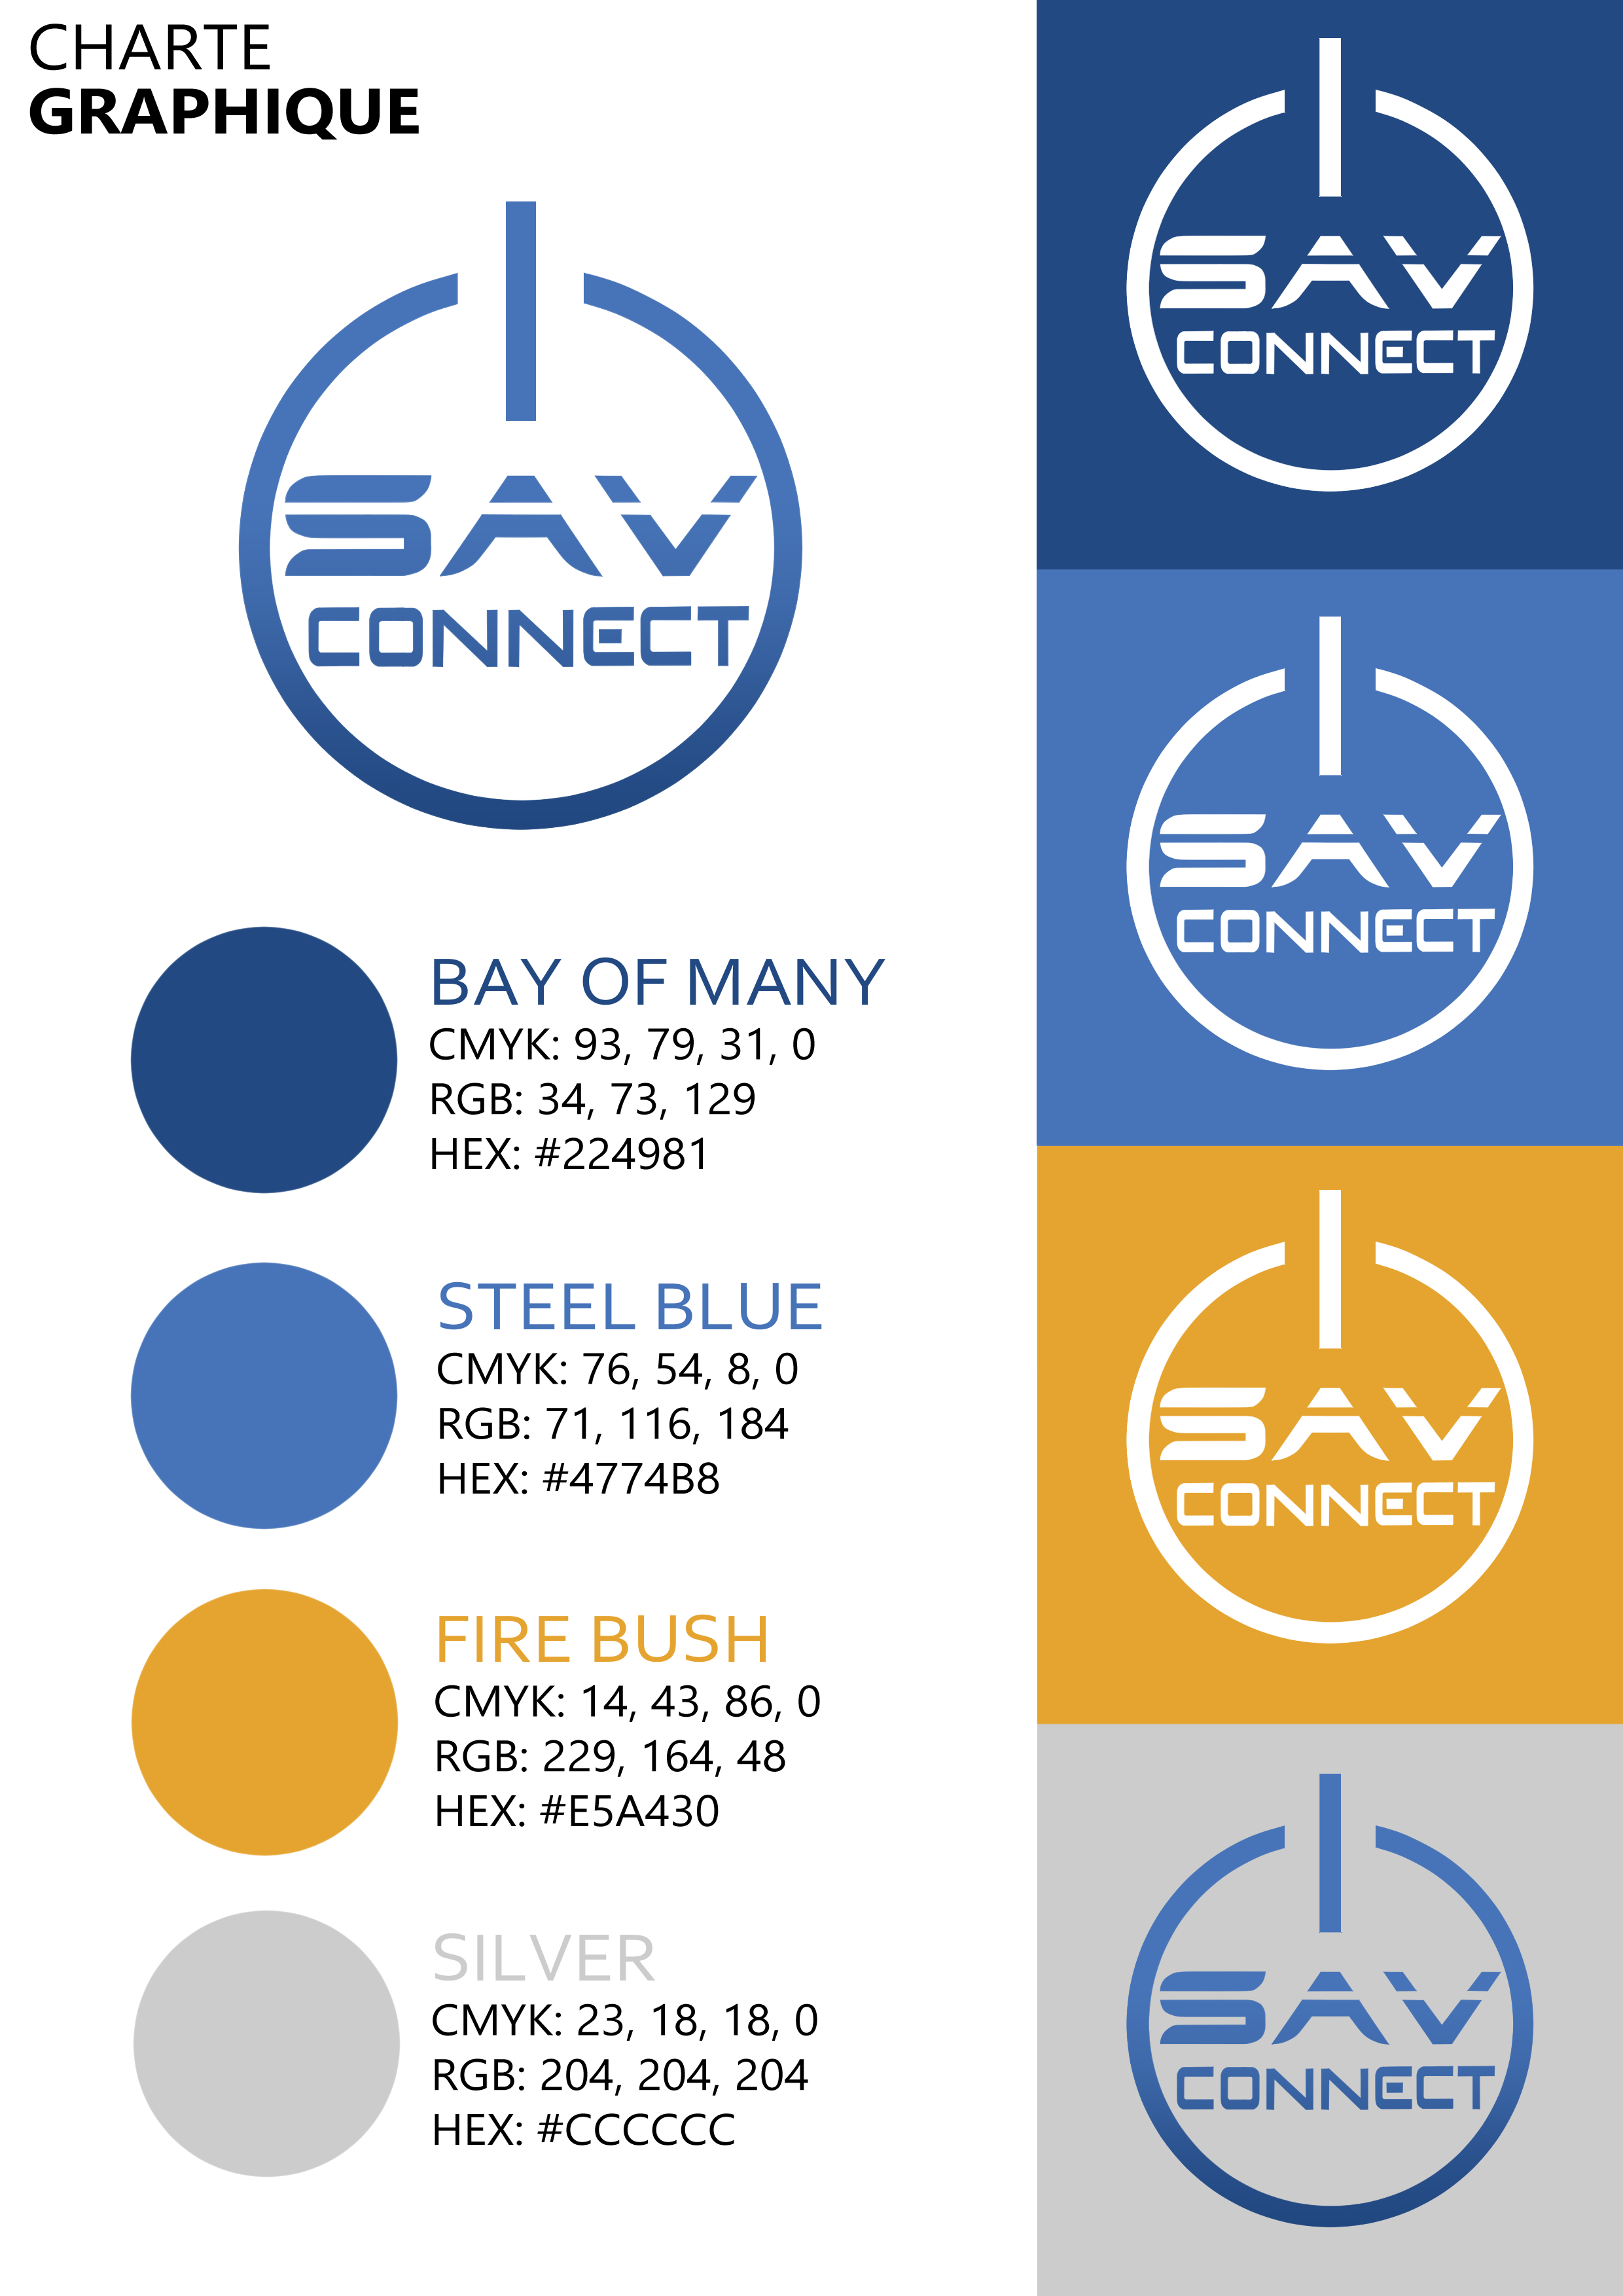 CHARTE
GRAPHIQUE
SAV
CONNECT
BAY OF MANY
CMYK: 93, 79, 31, 0
RGB: 34, 73, 129
HEX: #224981
STEEL BLUE
CMYK: 76, 54, 8, 0
RGB: 71, 116, 184
HEX: #4774B8
FIRE BUSH
CMYK: 14, 43, 86, 0
RGB: 229, 164, 48
HEX: #E5A430
SILVER
CMYK: 23, 18, 18, 0
RGB: 204, 204, 204
HEX: #CCCCCC
SAV
CONNECT
SAV
CONNECT
SAV
CONNECT
SAV
CONNECT